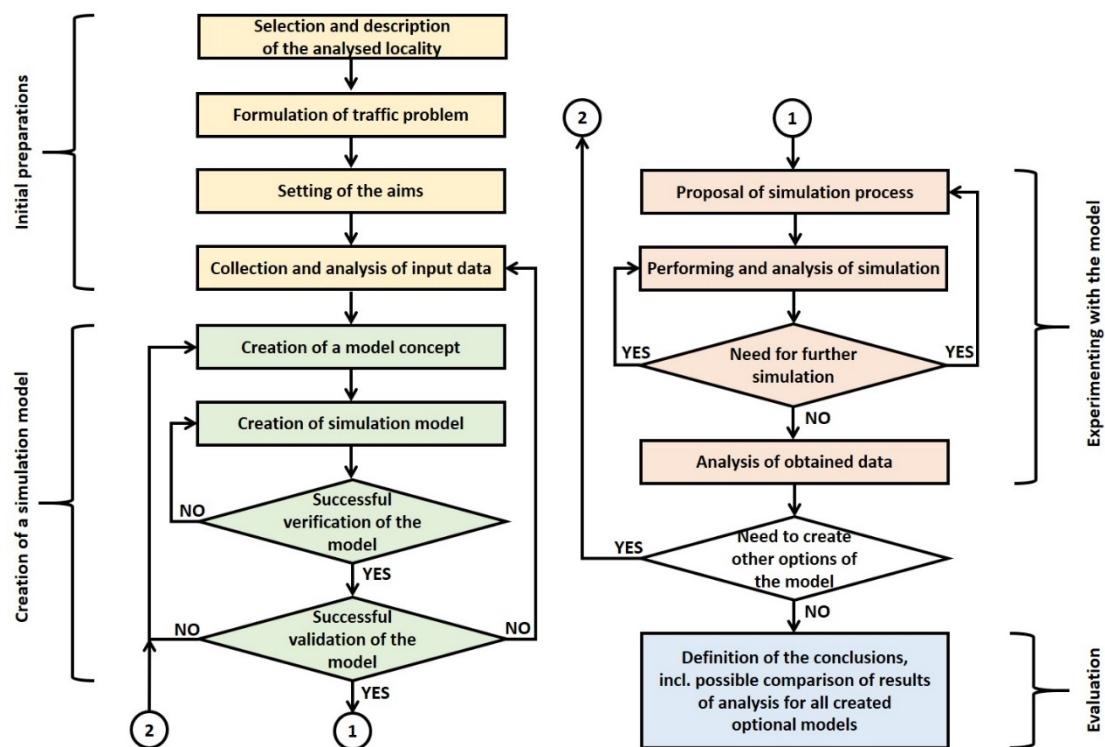 Initial preparations
Selection and description
of the analysed locality
Formulation of traffic problem
Setting of the aims
Collection and analysis of input data
Creation of a simulation model
Creation of a model concept
Creation of simulation model
NO
Successful
verification of the
model
YES
NO
Successful
validation of the
model
NO
YES
2
1
2
1
Proposal of simulation process
Performing and analysis of simulation
YES
Need for further
simulation
YES
NO
Analysis of obtained data
Experimenting with the model
YES
Need to create
other options of
the model
NO
Definition of the conclusions,
incl. possible comparison of results
of analysis for all created
optional models
Evaluation